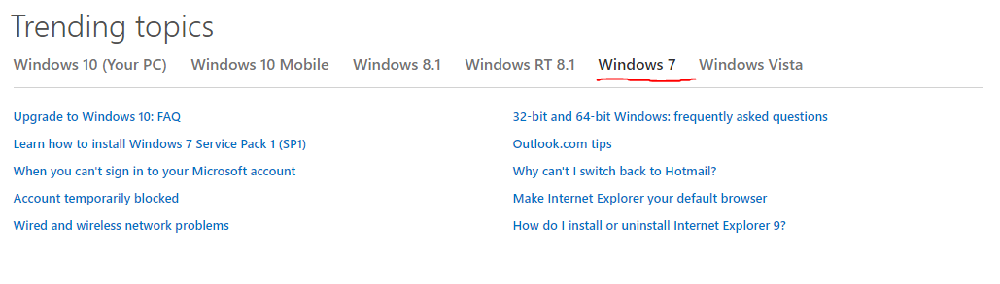 Trending topics
Windows 10 (Your PC) Windows 10 Mobile Windows 8.1 Windows RT 8.1 Windows 7 Windows Vista
Upgrade to Windows 10: FAQ
Learn how to install Windows 7 Service Pack 1 (SP1)
When you can't sign in to your Microsoft account
Account temporarily blocked
Wired and wireless network problems
32-bit and 64-bit Windows: frequently asked questions
Outlook.com tips
Why can't I switch back to Hotmail?
Make Internet Explorer your default browser
How do I install or uninstall Internet Explorer 9?